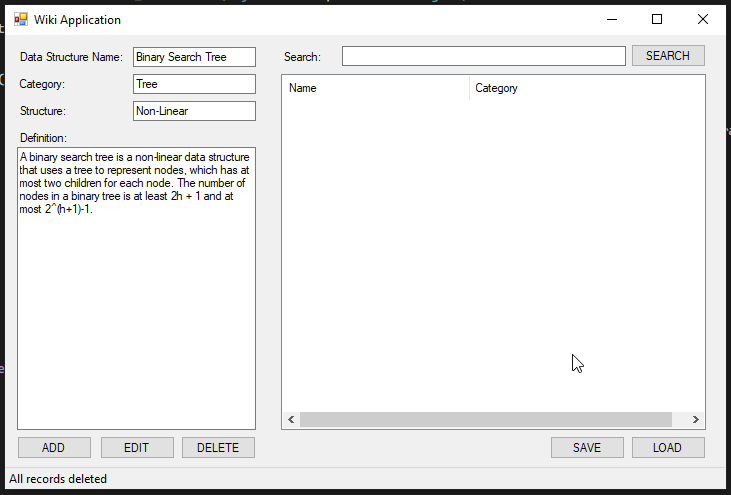 Wiki Application
Data Structure Name: Binary Search Tree
Category: Tree
Structure: Non-Linear
Definition:
A binary search tree is a non-linear data structure
that uses a tree to represent nodes, which has at
most two children for each node. The number of
nodes in a binary tree is at least 2h + 1 and at
most 2^(h+1)-1.
ADD EDIT DELETE
Search: SEARCH
Name Category
SAVE LOAD
All records deleted